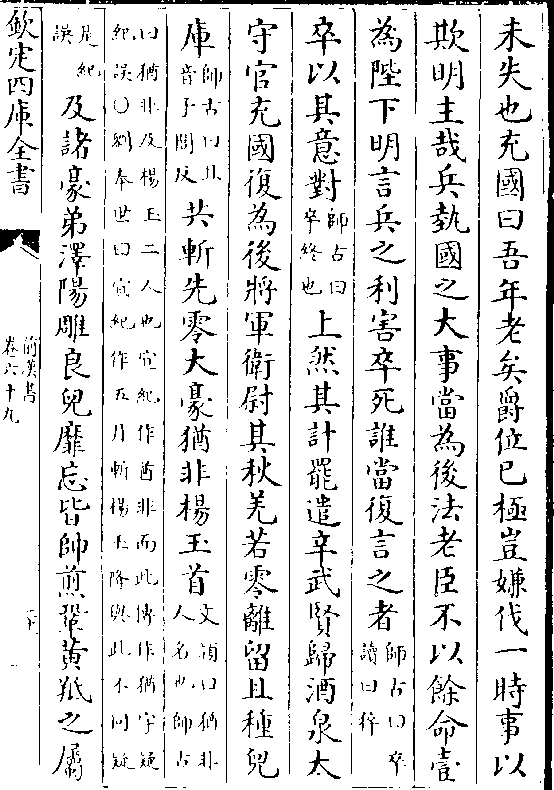 未失也充國曰吾年老矣爵位已極豈嫌伐一時事以
欺明主哉兵埶國之大事當為後法老臣不以餘命壹
為陛下明言兵之利害卒死誰當復言之者師古曰卒讀曰猝
卒以其意對師古曰卒終也上然其計罷遣辛武賢歸酒泉太
守官充國復為後將軍衛尉其秋羌若零離留且種兒
庫師古曰且音子閭反共斬先零大豪猶非楊玉首文頴曰猶非人名也師古
曰猶非及楊玉二人也宣紀作酋非而此傳作猶字疑紀誤○劉奉世曰宣紀作五月斬楊玉降與此不同疑
是紀誤及諸豪弟澤陽雕良兒靡忘皆帥煎鞏黄羝之屬
欽定四庫全書
前漢書
卷六十九